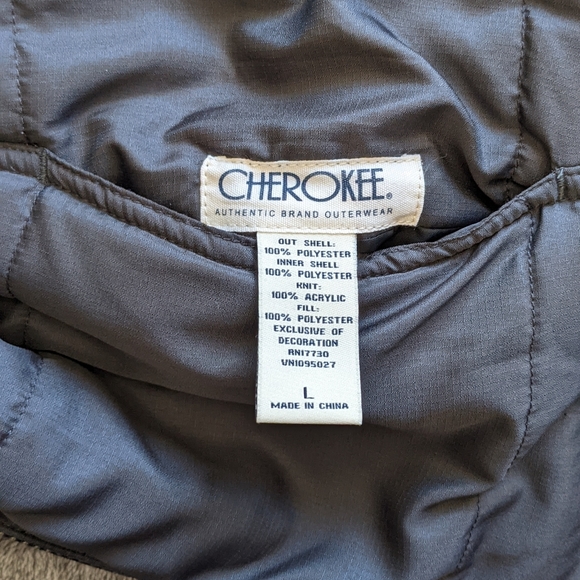 CHEROKEE®
AUTHENTIC BRAND OUTERWEAR
OUT SHELL:
100% POLYESTER
INNER SHELL
100% POLYESTER
KNIT:
100% ACRYLIC
FILL:
100% POLYESTER
EXCLUSIVE OF
DECORATION
RN17730
VN1095027
L
MADE IN CHINA